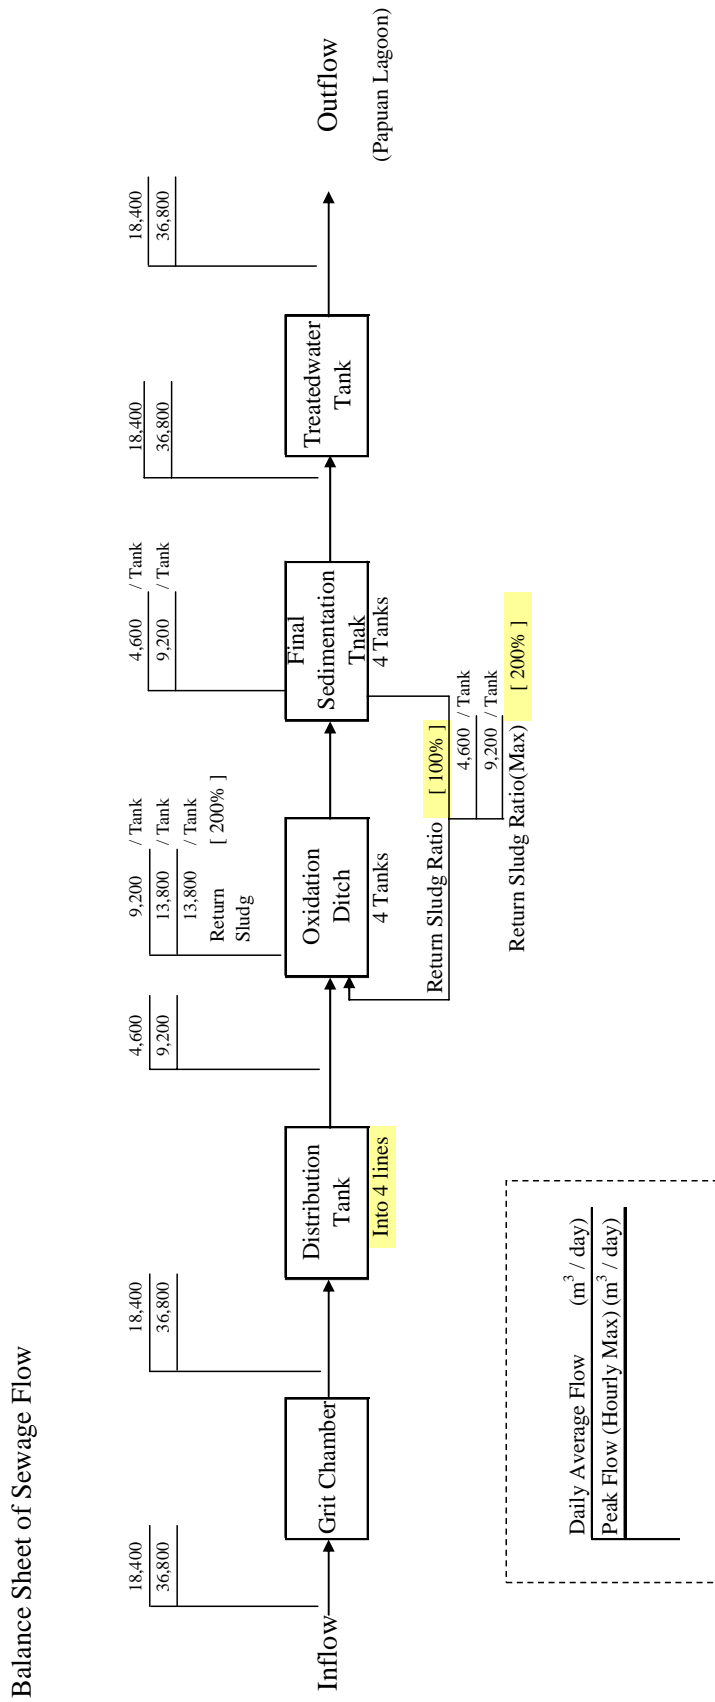 Balance Sheet of Sewage Flow
18,400
36,800
18,400
36,800
4,600
9,200
9,200 / Tank
13,800 / Tank
13,800 / Tank
Return [ 200% ]
Sludg
4,600 / Tank
9,200 / Tank
18,400
36,800
18,400
36,800
Inflow
Grit Chamber
Distribution
Tank
Into 4 lines
Oxidation
Ditch
4 Tanks
Final
Sedimentation
Tnak
4 Tanks
Treatedwater
Tank
Outflow
(Papuan Lagoon)
Return Sludg Ratio [ 100% ]
4,600 / Tank
9,200 / Tank
Return Sludg Ratio(Max) [ 200% ]
Daily Average Flow (m³ / day)
Peak Flow (Hourly Max) (m³ / day)